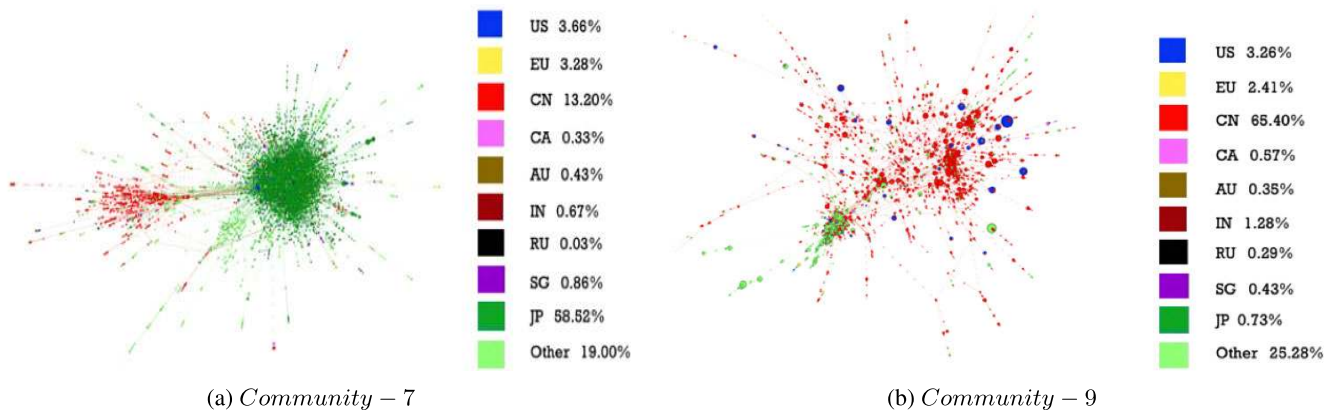 US 3.66%
EU 3.28%
CN 13.20%
CA 0.33%
AU 0.43%
IN 0.67%
RU 0.03%
SG 0.86%
JP 58.52%
Other 19.00%
(a) Community − 7
US 3.26%
EU 2.41%
CN 65.40%
CA 0.57%
AU 0.35%
IN 1.28%
RU 0.29%
SG 0.43%
JP 0.73%
Other 25.28%
(b) Community − 9